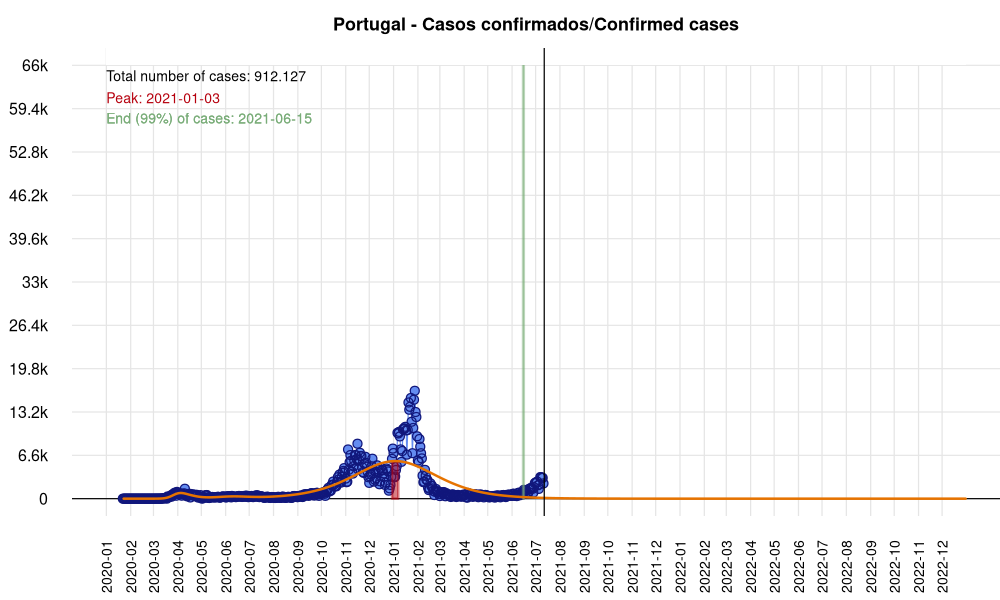 Portugal - Casos confirmados/Confirmed cases
Total number of cases: 912.127
Peak: 2021-01-03
End (99%) of cases: 2021-06-15
66k
59.4k
52.8k
46.2k
39.6k
33k
26.4k
19.8k
13.2k
6.6k
0
2020-01
2020-02
2020-03
2020-04
2020-05
2020-06
2020-07
2020-08
2020-09
2020-10
2020-11
2020-12
2021-01
2021-02
2021-03
2021-04
2021-05
2021-06
2021-07
2021-08
2021-09
2021-10
2021-11
2021-12
2022-01
2022-02
2022-03
2022-04
2022-05
2022-06
2022-07
2022-08
2022-09
2022-10
2022-11
2022-12